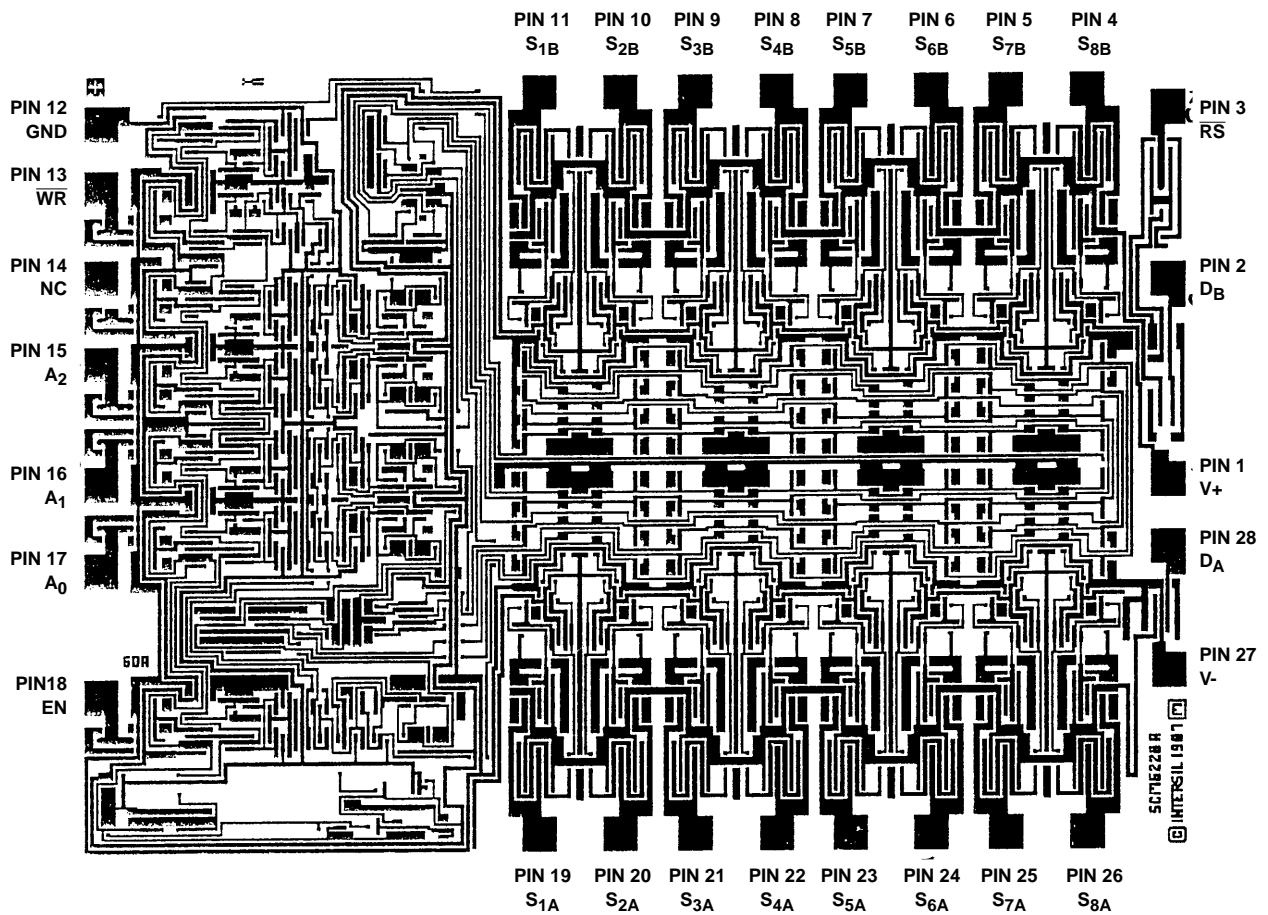 PIN 11 PIN 10 PIN 9 PIN 8 PIN 7 PIN 6 PIN 5 PIN 4
S1B S2B S3B S4B S5B S6B S7B S8B
PIN 12
GND
PIN 13
WR
PIN 14
NC
PIN 15
A2
PIN 16
A1
PIN 17
A0
PIN18
EN
60A
PIN 3
RS
PIN 2
DB
PIN 1
V+
PIN 28
DA
PIN 27
V-
© INTERSIL 1987 M
PIN 19 PIN 20 PIN 21 PIN 22 PIN 23 PIN 24 PIN 25 PIN 26
S1A S2A S3A S4A S5A S6A S7A S8A